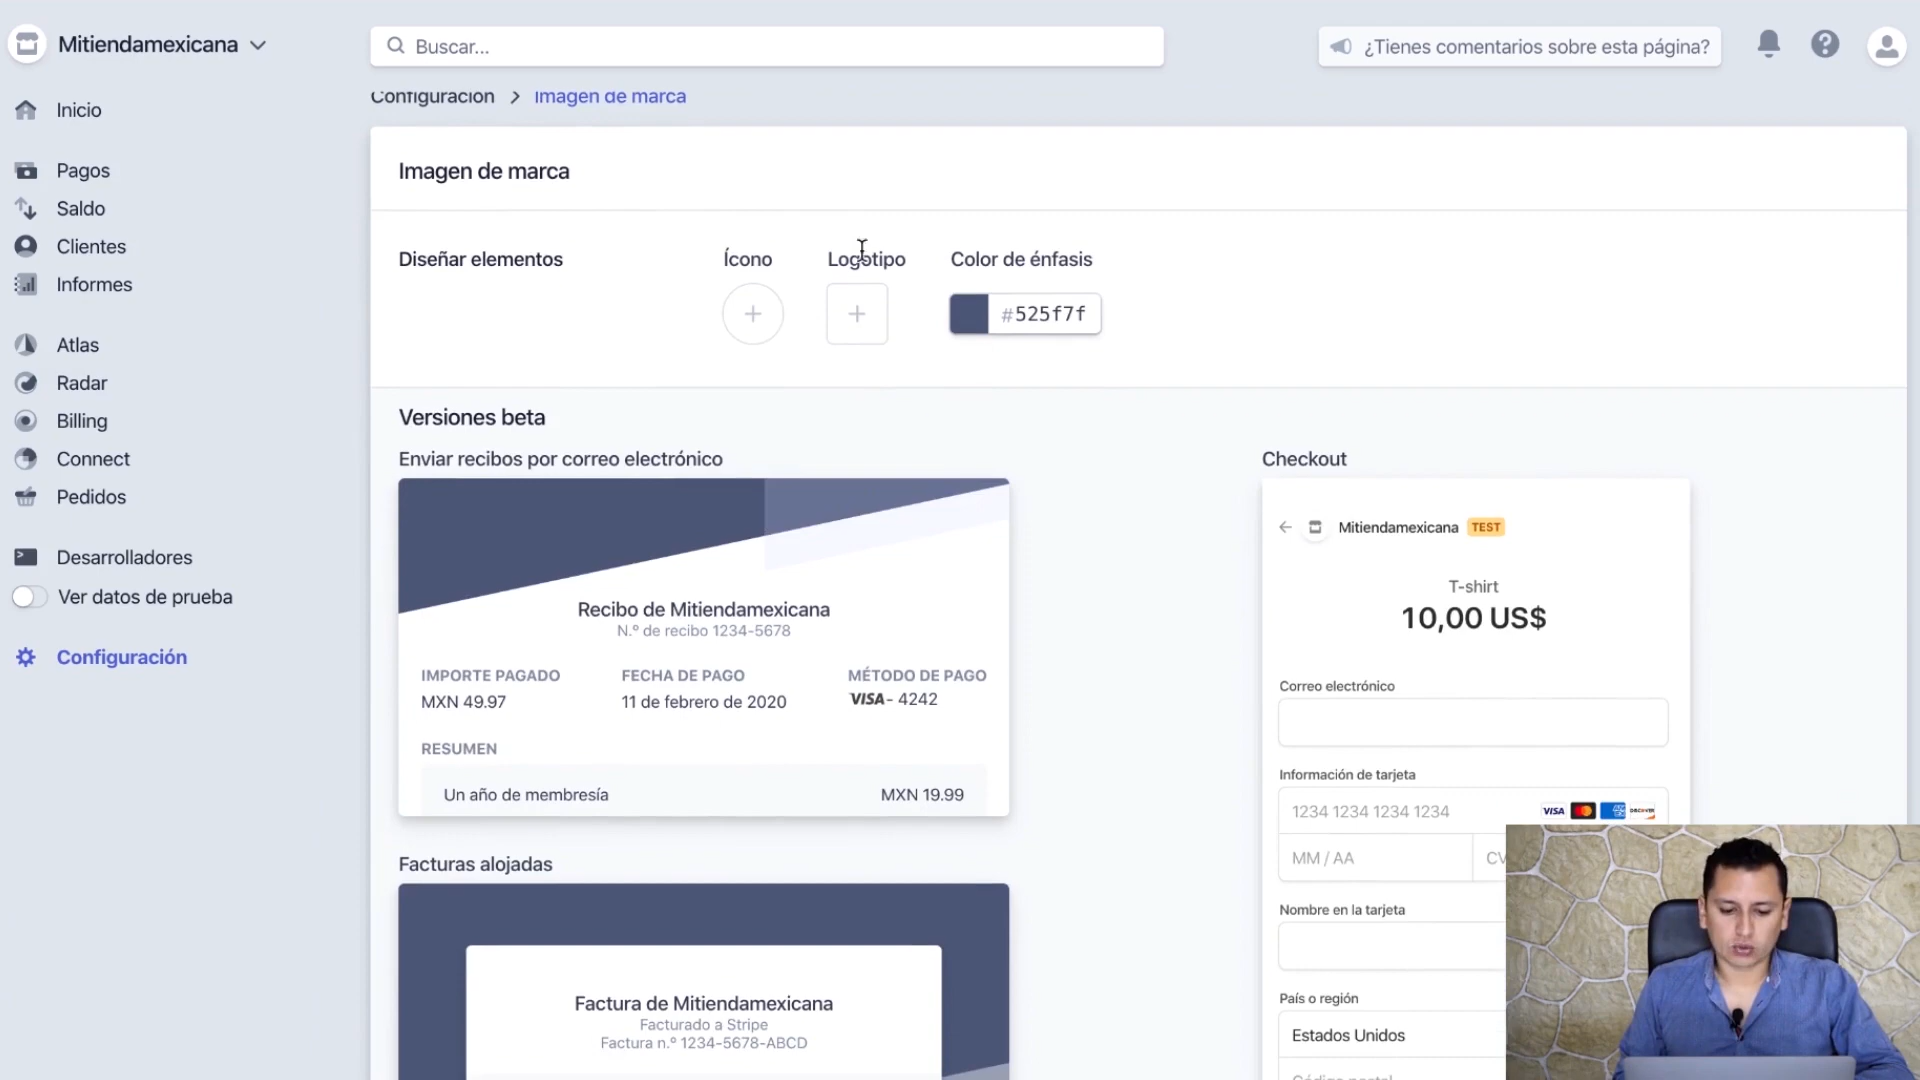 Mitiendamexicana
Buscar...
¿Tienes comentarios sobre esta página?
Configuración > Imagen de marca
Inicio
Pagos
Saldo
Clientes
Informes
Atlas
Radar
Billing
Connect
Pedidos
Desarrolladores
Ver datos de prueba
Configuración
Imagen de marca
Diseñar elementos
Ícono
Logotipo
Color de énfasis
#525f7f
Versiones beta
Enviar recibos por correo electrónico
Recibo de Mitiendamexicana
N.º de recibo 1234-5678
IMPORTE PAGADO
FECHA DE PAGO
MÉTODO DE PAGO
MXN 49.97
11 de febrero de 2020
VISA - 4242
RESUMEN
Un año de membresía
MXN 19.99
Facturas alojadas
Factura de Mitiendamexicana
Facturado a Stripe
Factura n.º 1234-5678-ABCD
Checkout
Mitiendamexicana TEST
T-shirt
10,00 US$
Correo electrónico
Información de tarjeta
1234 1234 1234 1234
VISA
DISCOVER
MM / AA
CV
Nombre en la tarjeta
País o región
Estados Unidos